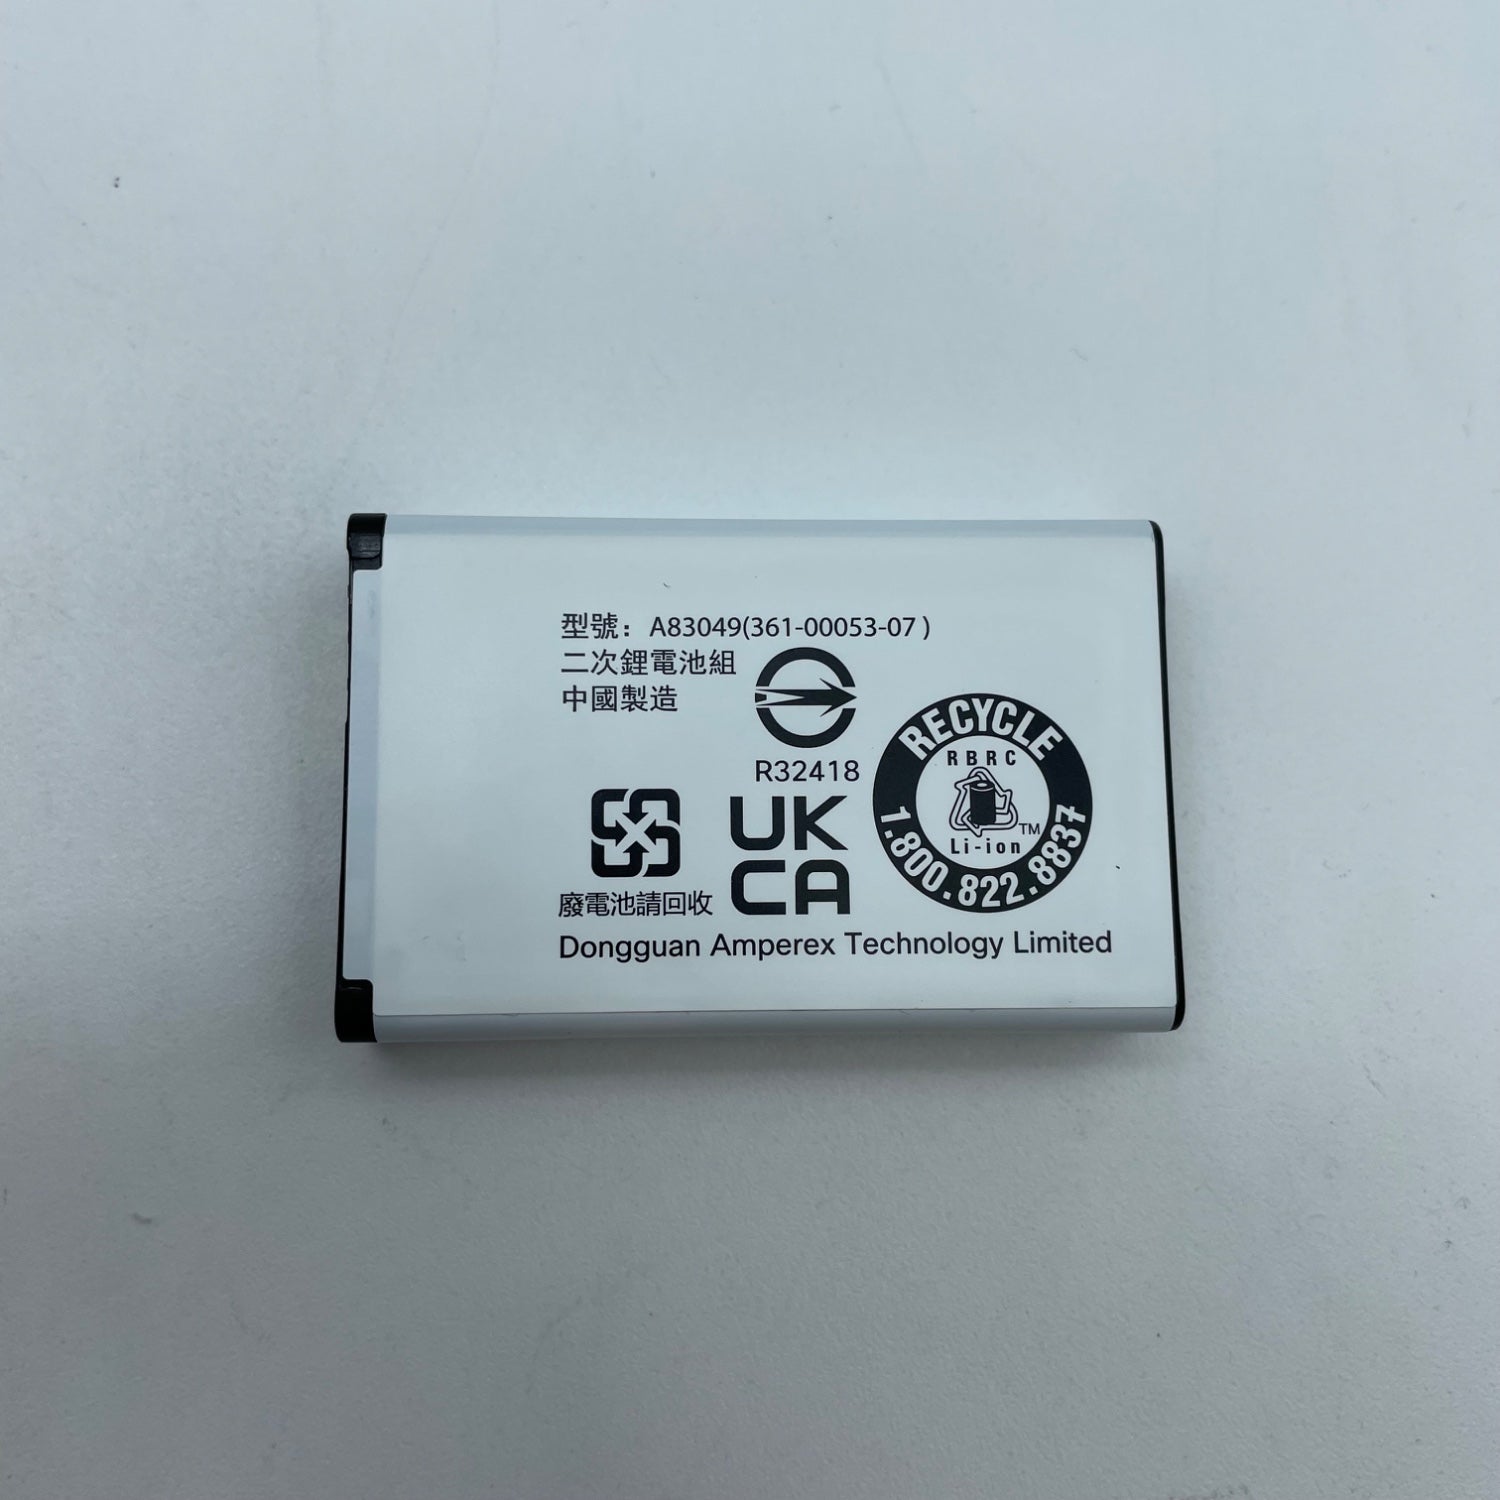 型號：A83049(361-00053-07 )
二次鋰電池組
中國製造
R32418
RECYCLE
RBRC
Li-ion
TM
1.800.822.8837
UK
CA
廢電池請回收
Dongguan Amperex Technology Limited